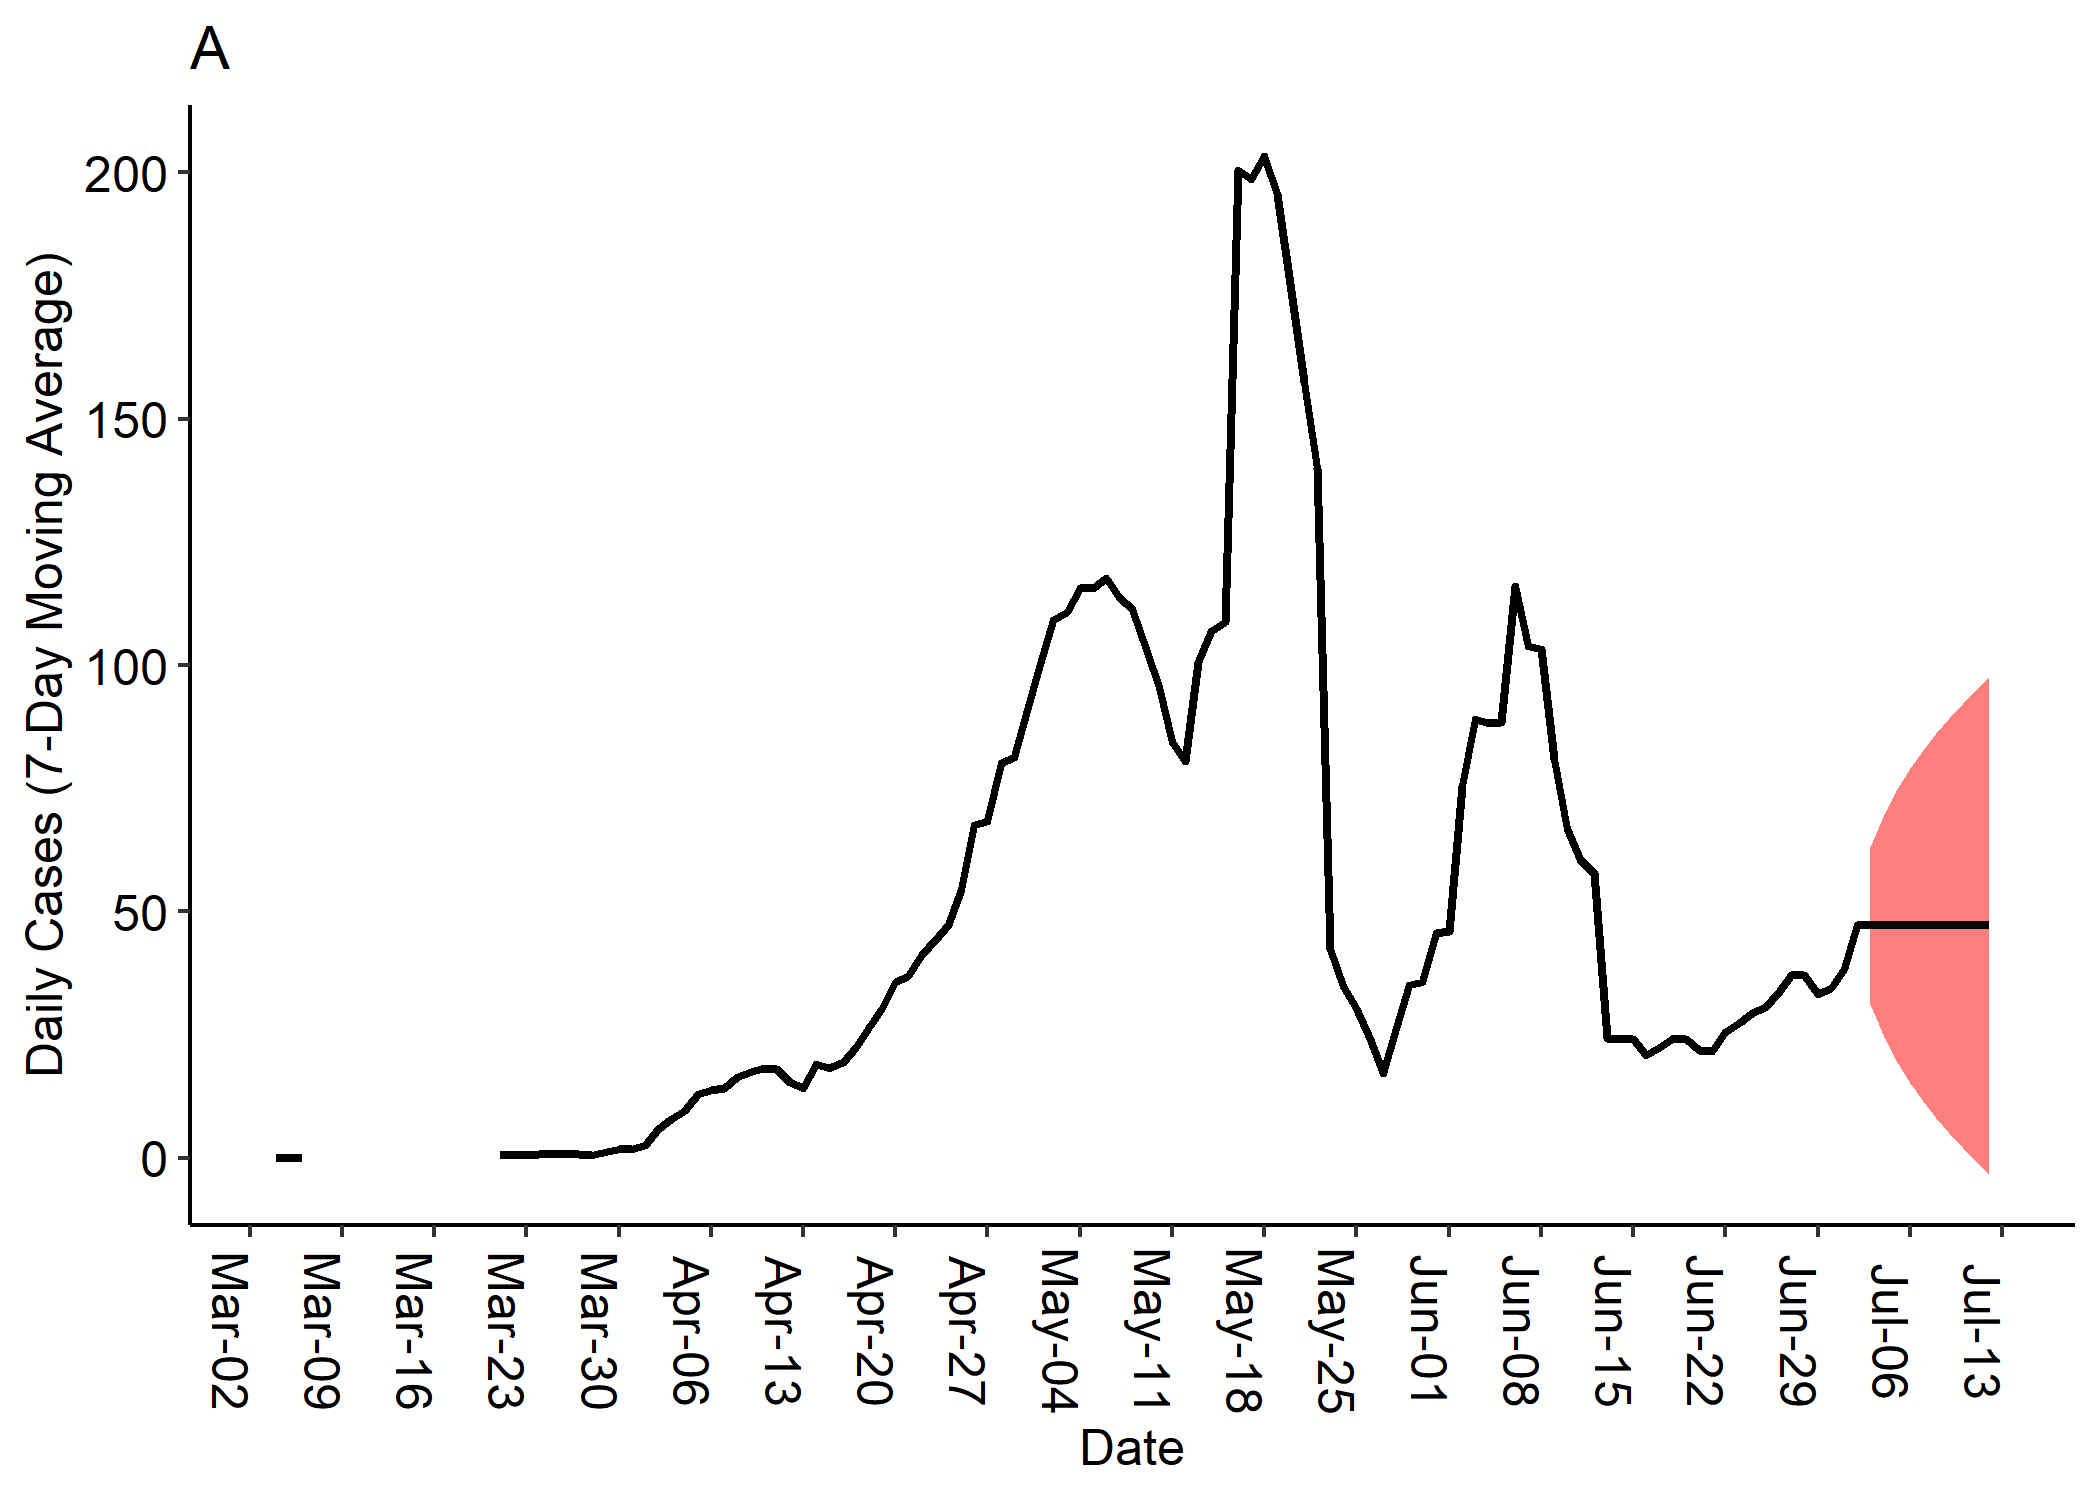 A
Daily Cases (7-Day Moving Average)
200
150
100
50
0
Mar-02
Mar-09
Mar-16
Mar-23
Mar-30
Apr-06
Apr-13
Apr-20
Apr-27
May-04
May-11
May-18
May-25
Jun-01
Jun-08
Jun-15
Jun-22
Jun-29
Jul-06
Jul-13
Date